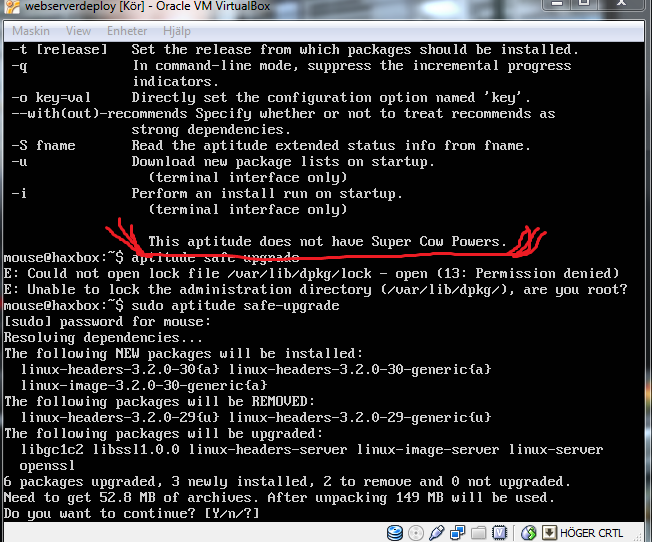 webserverdeploy [Kör] - Oracle VM VirtualBox
Maskin View Enheter Hjälp
-t [release] Set the release from which packages should be installed.
-q In command-line mode, suppress the incremental progress
indicators.
-o key=val Directly set the configuration option named 'key'.
--with(out)-recommends Specify whether or not to treat recommends as
strong dependencies.
-S fname Read the aptitude extended status info from fname.
-u Download new package lists on startup.
(terminal interface only)
-i Perform an install run on startup.
(terminal interface only)
This aptitude does not have Super Cow Powers.
mouse@haxbox:~$ aptitude safe-upgrade
E: Could not open lock file /var/lib/dpkg/lock - open (13: Permission denied)
E: Unable to lock the administration directory (/var/lib/dpkg/), are you root?
mouse@haxbox:~$ sudo aptitude safe-upgrade
[sudo] password for mouse:
Resolving dependencies...
The following NEW packages will be installed:
linux-headers-3.2.0-30{a} linux-headers-3.2.0-30-generic{a}
linux-image-3.2.0-30-generic{a}
The following packages will be REMOVED:
linux-headers-3.2.0-29{u} linux-headers-3.2.0-29-generic{u}
The following packages will be upgraded:
libgc1c2 libssl1.0.0 linux-headers-server linux-image-server linux-server
openssl
6 packages upgraded, 3 newly installed, 2 to remove and 0 not upgraded.
Need to get 52.8 MB of archives. After unpacking 149 MB will be used.
Do you want to continue? [Y/n/?]
HÖGER CRTL